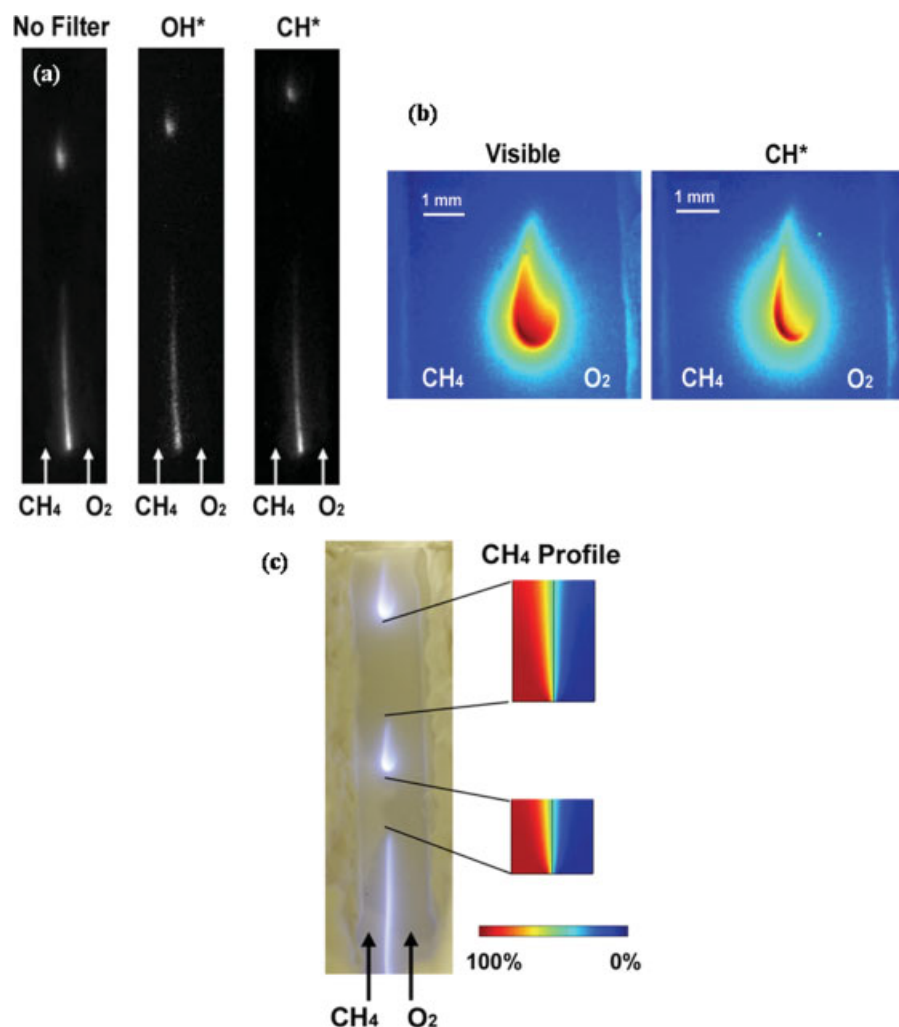 No Filter OH* CH*
(a)
CH₄ O₂ CH₄ O₂ CH₄ O₂
(b)
Visible CH*
1 mm 1 mm
CH₄ O₂ CH₄ O₂
(c)
CH₄ Profile
100% 0%
CH₄ O₂